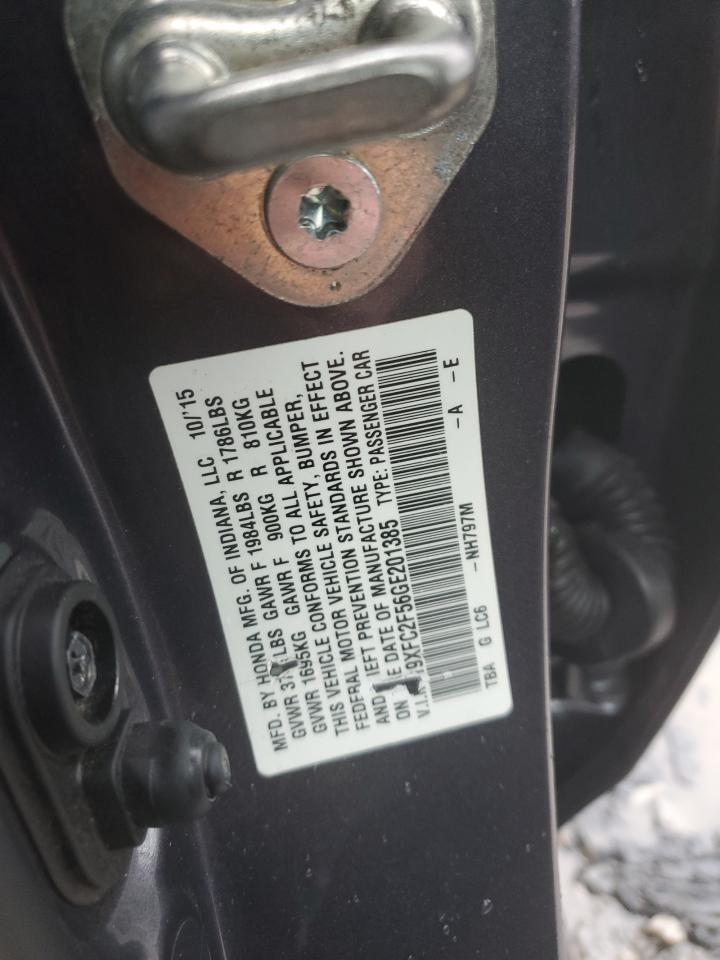 MFD. BY HONDA MFG. OF INDIANA, LLC 10/'15
GVWR LBS GAWR F 1984LBS R 1786LBS
GVWR 1695KG GAWR F 900KG R 810KG
THIS VEHICLE CONFORMS TO ALL APPLICABLE
FEDERAL MOTOR VEHICLE SAFETY, BUMPER,
AND THEFT PREVENTION STANDARDS IN EFFECT
ON THE DATE OF MANUFACTURE SHOWN ABOVE.
V.I.N. 19XFC2F56GE201385 TYPE: PASSENGER CAR
TBA G LC6 -NH797M -A -E